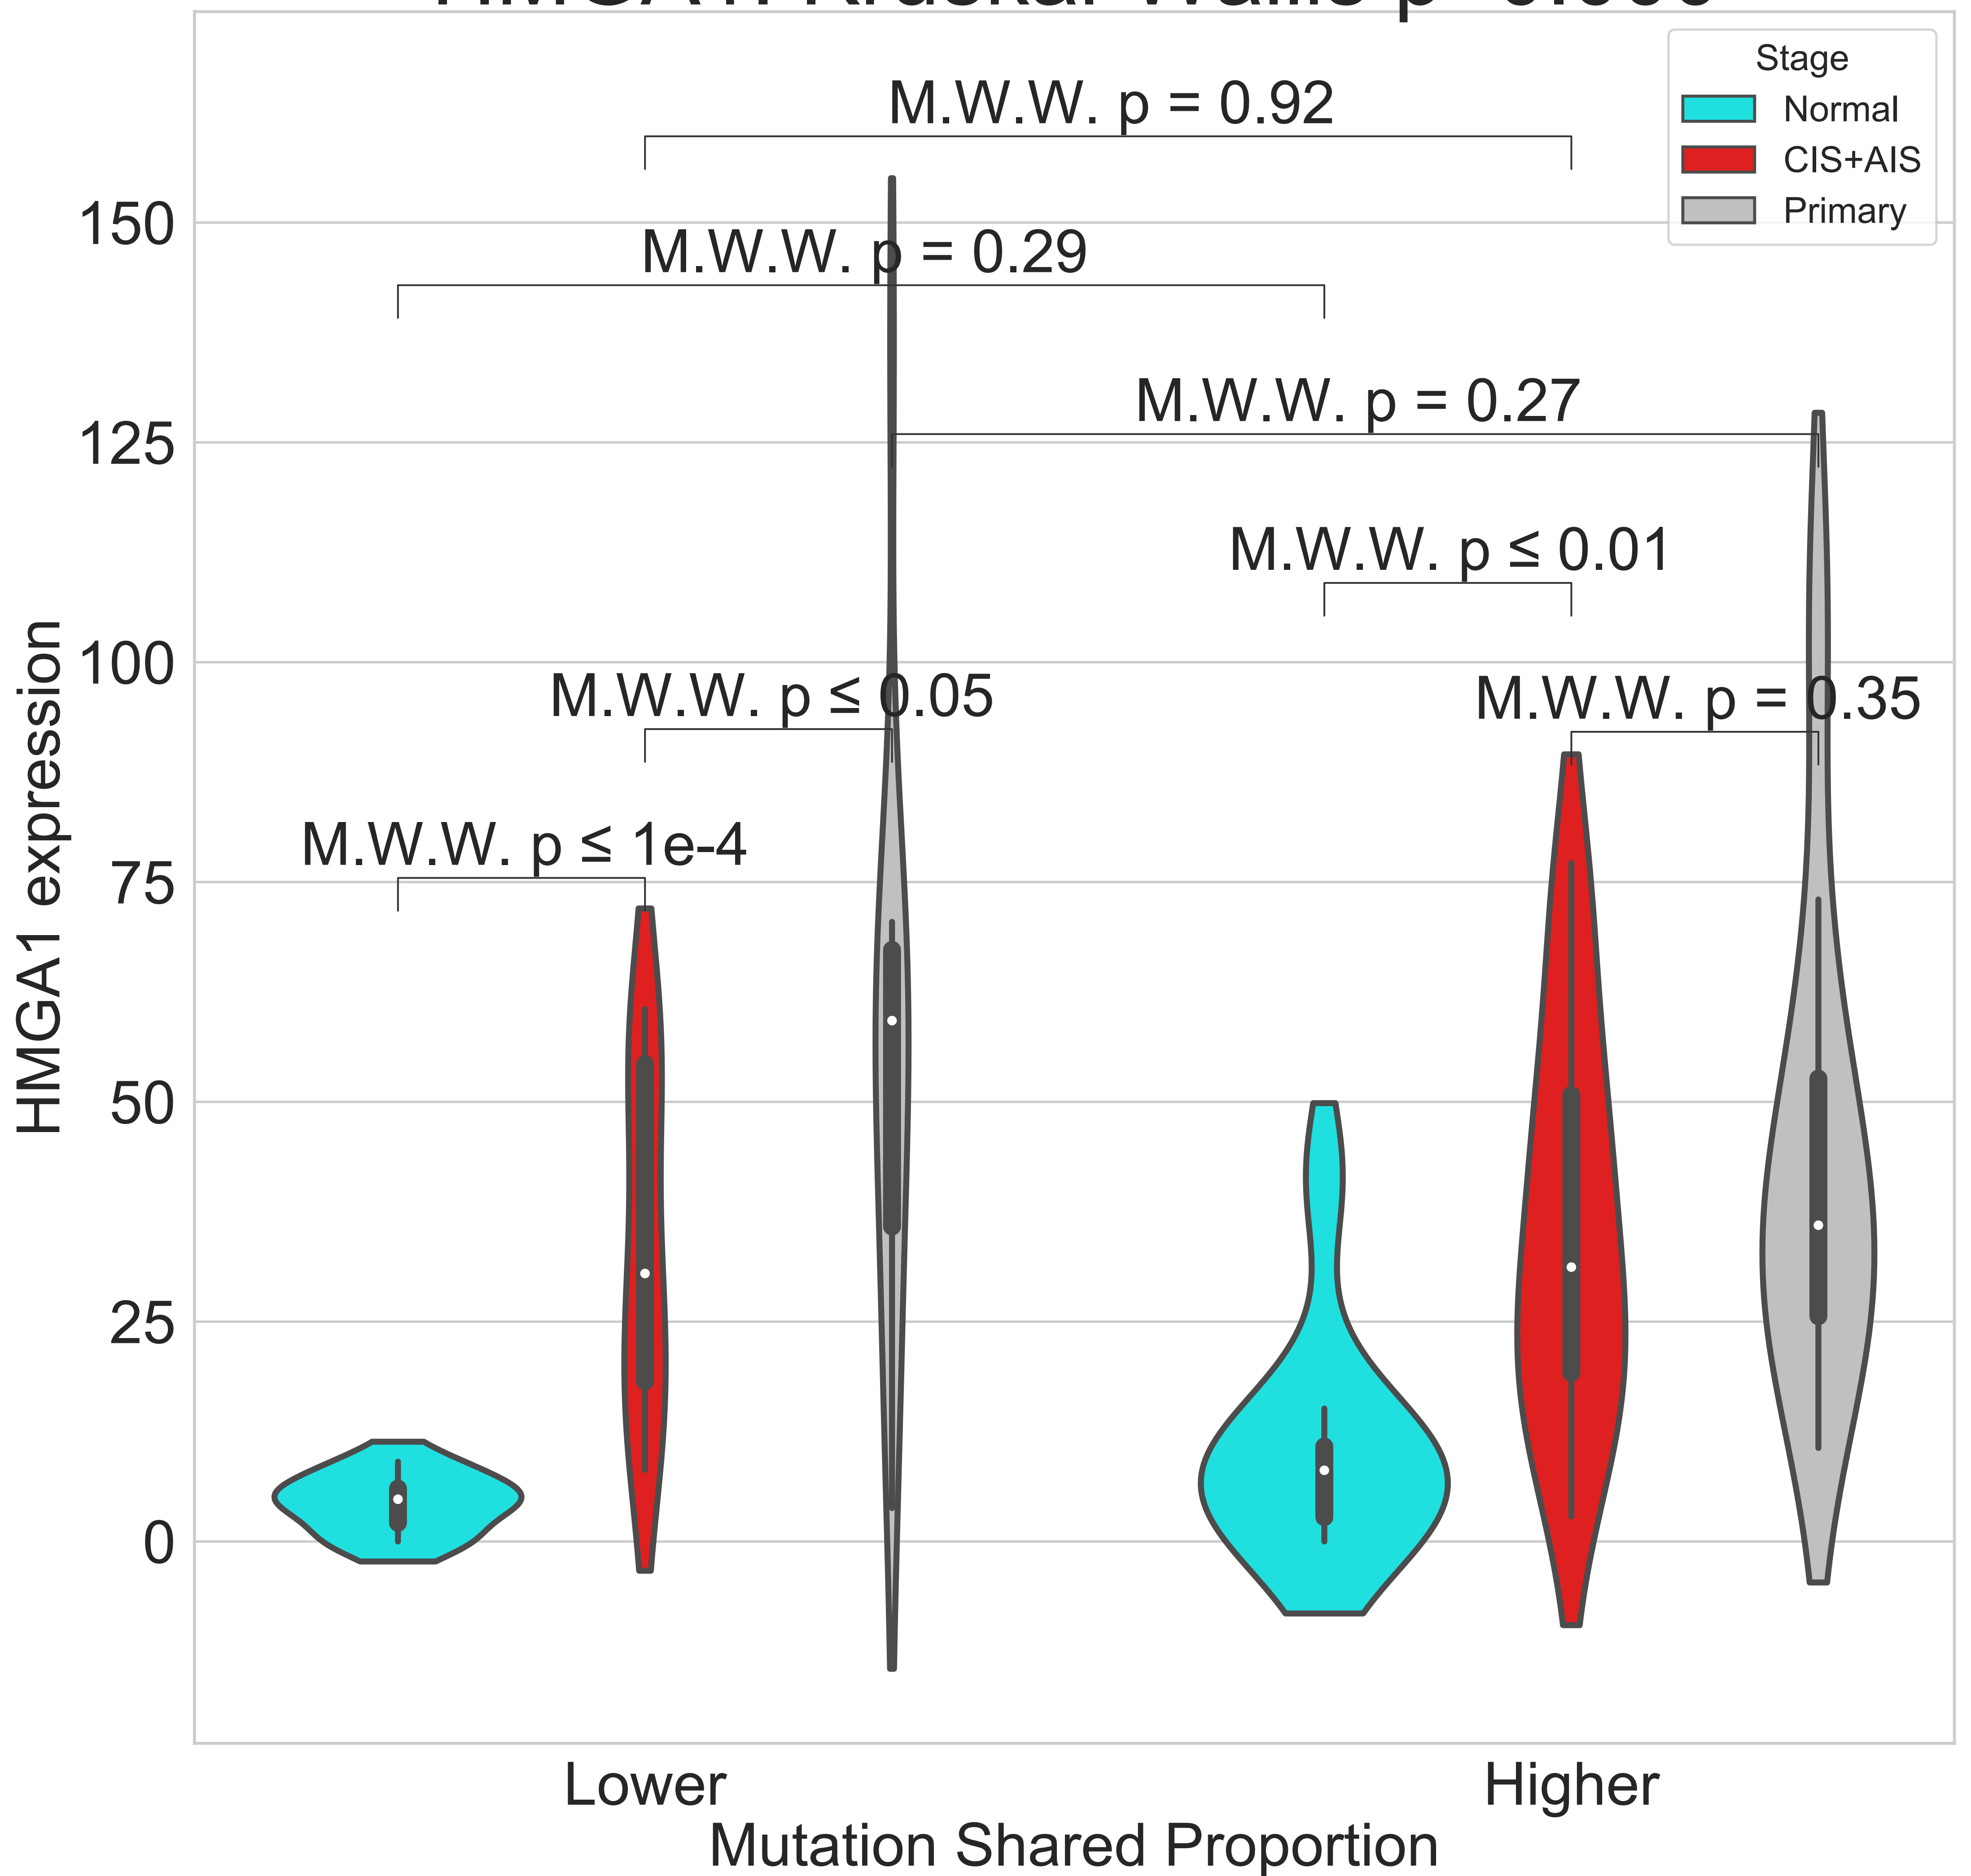 Stage
Normal
CIS+AIS
Primary
M.W.W. p = 0.92
M.W.W. p = 0.29
M.W.W. p = 0.27
M.W.W. p ≤ 0.01
M.W.W. p ≤ 0.05
M.W.W. p = 0.35
M.W.W. p ≤ 1e-4
150
125
100
75
50
25
0
HMGA1 expression
Lower
Higher
Mutation Shared Proportion